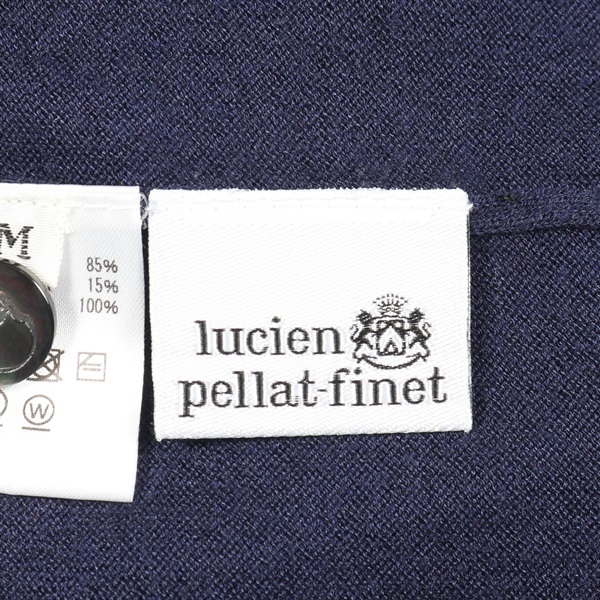 M
85%
15%
100%
W
lucien
pellat-finet